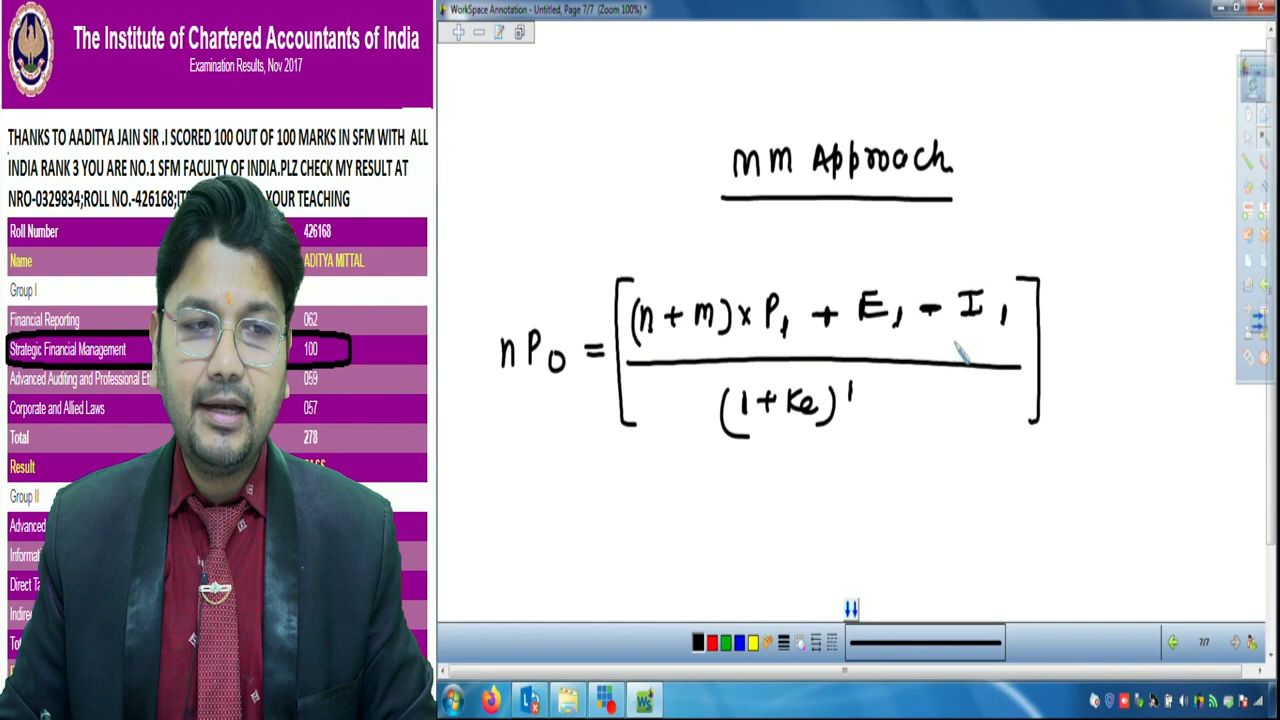 The Institute of Chartered Accountants of India
Examination Results, Nov 2017
THANKS TO AADITYA JAIN SIR .I SCORED 100 OUT OF 100 MARKS IN SFM WITH ALL
INDIA RANK 3 YOU ARE NO.1 SFM FACULTY OF INDIA.PLZ CHECK MY RESULT AT
NRO-0329834;ROLL NO.-426168; YOUR TEACHING
Roll Number 426168
Name ADITYA MITTAL
Group I
Financial Reporting 062
Strategic Financial Management 100
Advanced Auditing and Professional 059
Corporate and Allied Laws 057
Total 278
Result
Group II
Advanced
WorkSpace Annotation - Untitled, Page 7/7 (Zoom 100%) *
MM Approach
nP0 = [(n+m)×P1 + E1 - I1
(1+Ke)^1]
7/7